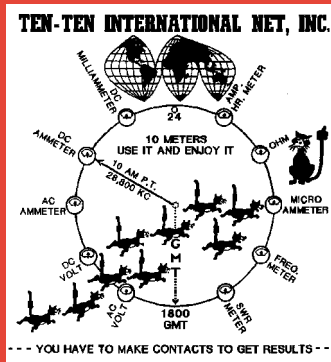 TEN-TEN INTERNATIONAL NET, INC.
DC
MILLIAMMETER
AMP.
HR. METER
24
DC
AMMETER
10 METERS
USE IT AND ENJOY IT
OHM
10 AM P.T.
28,800 KC
AC
AMMETER
MICRO
AMMETER
GMT
DC
VOLT
FREQ.
METER
AC
VOLT
1800
GMT
SWR
METER
- - - YOU HAVE TO MAKE CONTACTS TO GET RESULTS - - -